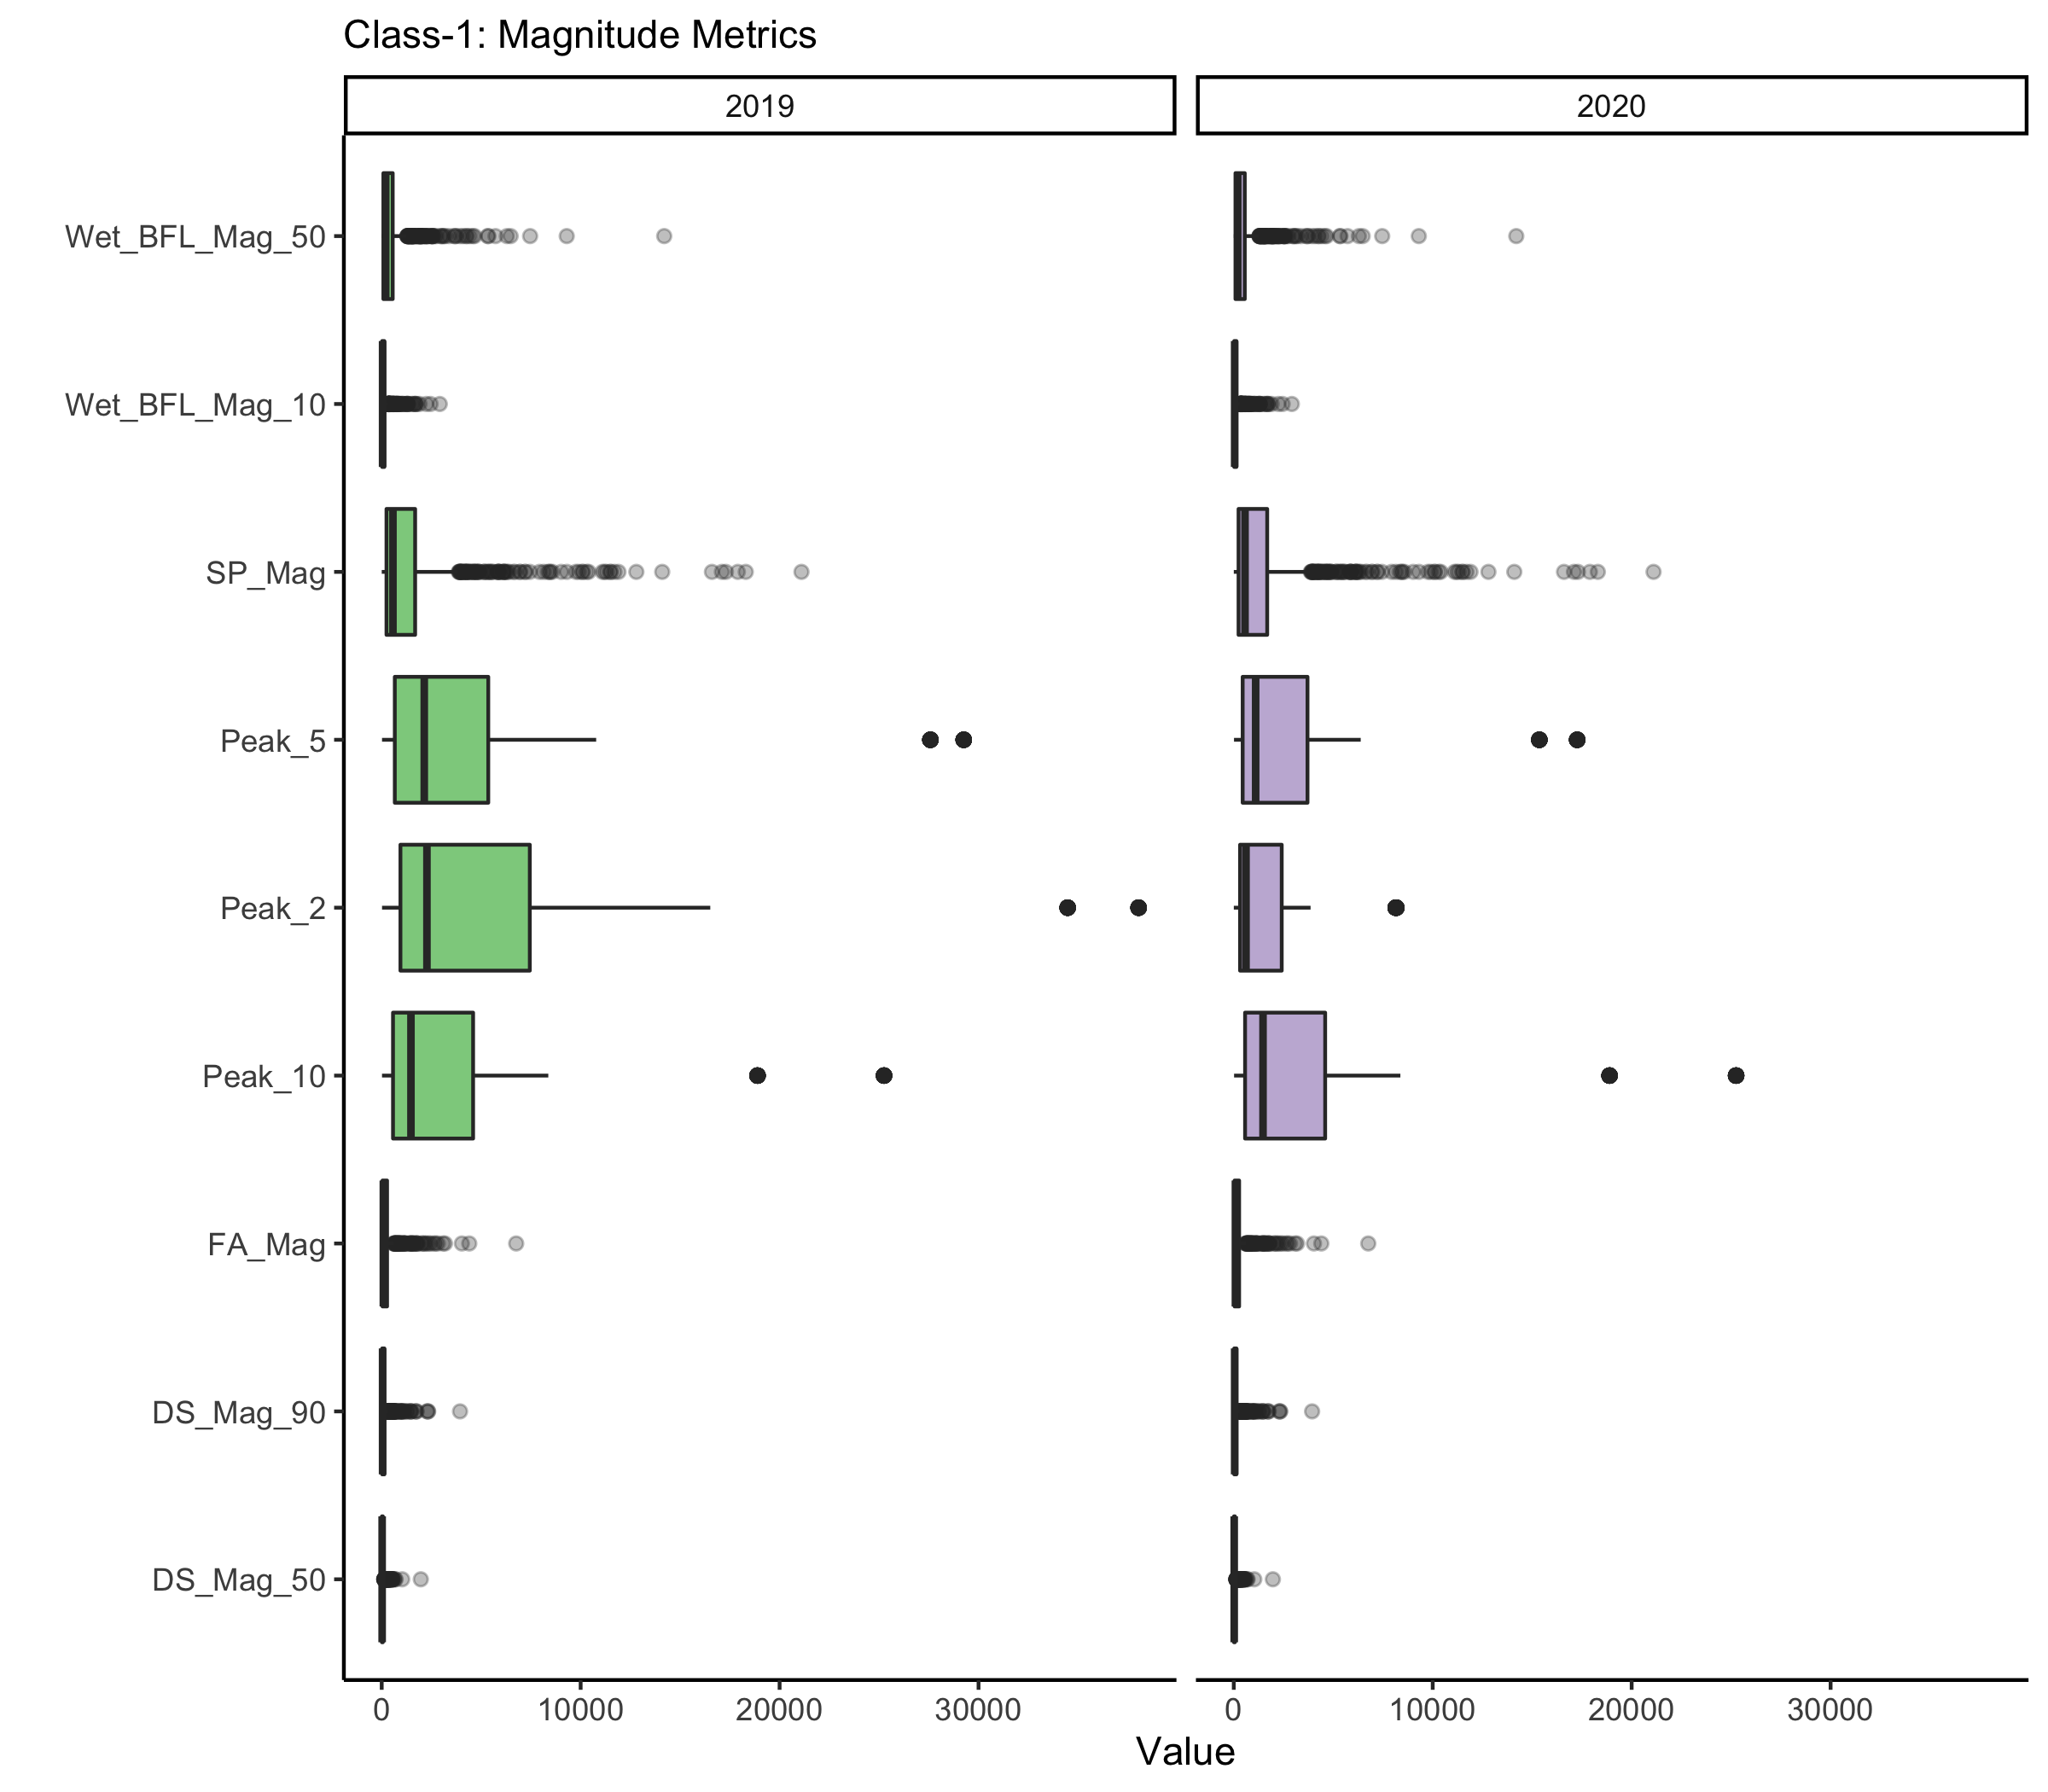 Class-1: Magnitude Metrics
2019
2020
Wet_BFL_Mag_50
Wet_BFL_Mag_10
SP_Mag
Peak_5
Peak_2
Peak_10
FA_Mag
DS_Mag_90
DS_Mag_50
0 10000 20000 30000
0 10000 20000 30000
Value